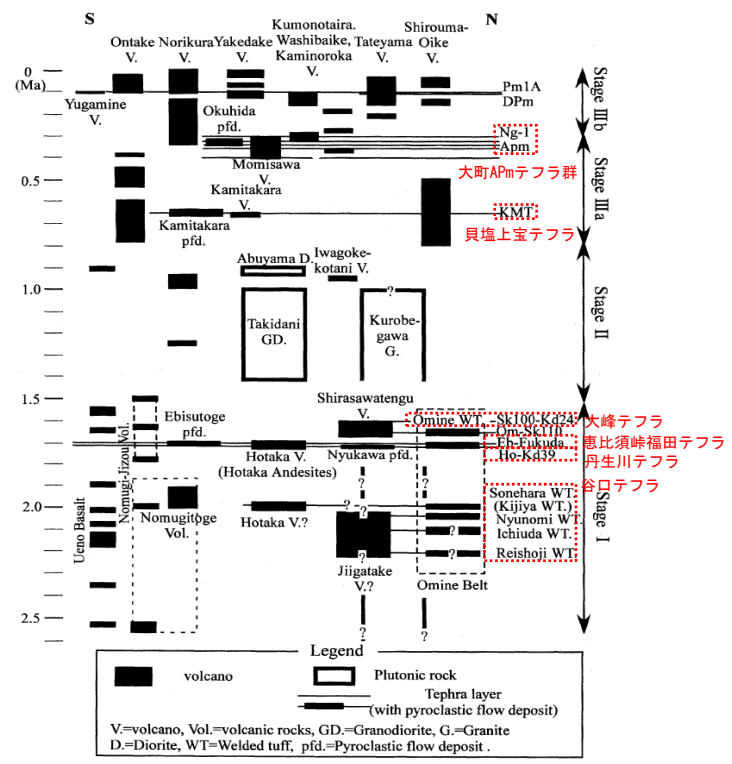 S
N
Kumonotaira.
Washibaike,
Kaminoroka
V.
Shirouma-
Oike
V.
Ontake
V.
Norikura
V.
Yakedake
V.
Tateyama
V.
0
(Ma)
Pm1A
DPm
Yugamine
V.
Okuhida
pfd.
Ng-1
Apm
Stage Ⅲb
Momisawa
V.
大町APmテフラ群
0.5
Kamitakara
V.
KMT
Stage Ⅲa
Kamitakara
pfd.
貝塩上宝テフラ
Abuyama D.
Iwagoke-
kotani V.
1.0
?
Takidani
GD.
Kurobe-
gawa
G.
Stage Ⅱ
1.5
Shirasawatengu
V.
Ebisutoge
pfd.
Omine WT.
Sk100-Kd24
大峰テフラ
Om-Sk110
Eb-Fukuda
恵比須峠福田テフラ
Ho-Kd39
Hotaka V.
(Hotaka Andesites)
Nyukawa pfd.
丹生川テフラ
Nomugi-Jizou Vol.
?
?
谷口テフラ
Sonehara WT.
(Kijiya WT.)
Nyunomi WT.
Ichiuda WT.
Reishoji WT.
Stage Ⅰ
2.0
Nomugitoge
Vol.
Hotaka V.?
?
?
?
?
?
Ueno Basalt
Jiigatake
V.?
Omine Belt
2.5
?
?
Legend
volcano
Plutonic rock
Tephra layer
(with pyroclastic flow deposit)
V.=volcano, Vol.=volcanic rocks, GD.=Granodiorite, G.=Granite
D.=Diorite, WT=Welded tuff, pfd.=Pyroclastic flow deposit .